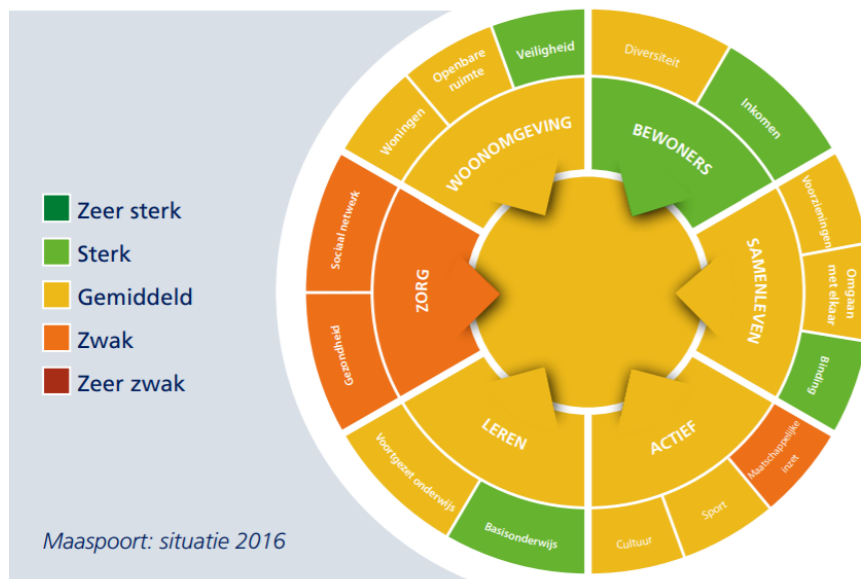 Zeer sterk
Sterk
Gemiddeld
Zwak
Zeer zwak
Maaspoort: situatie 2016
WOONOMGEVING
Woningen
Openbare
ruimte
Veiligheid
BEWONERS
Diversiteit
Inkomen
SAMENLEVEN
Voorzieningen
Omgaan
met elkaar
Binding
ACTIEF
Maatschappelijke
inzet
Sport
Cultuur
LEREN
Basisonderwijs
Voortgezet onderwijs
ZORG
Gezondheid
Sociaal netwerk